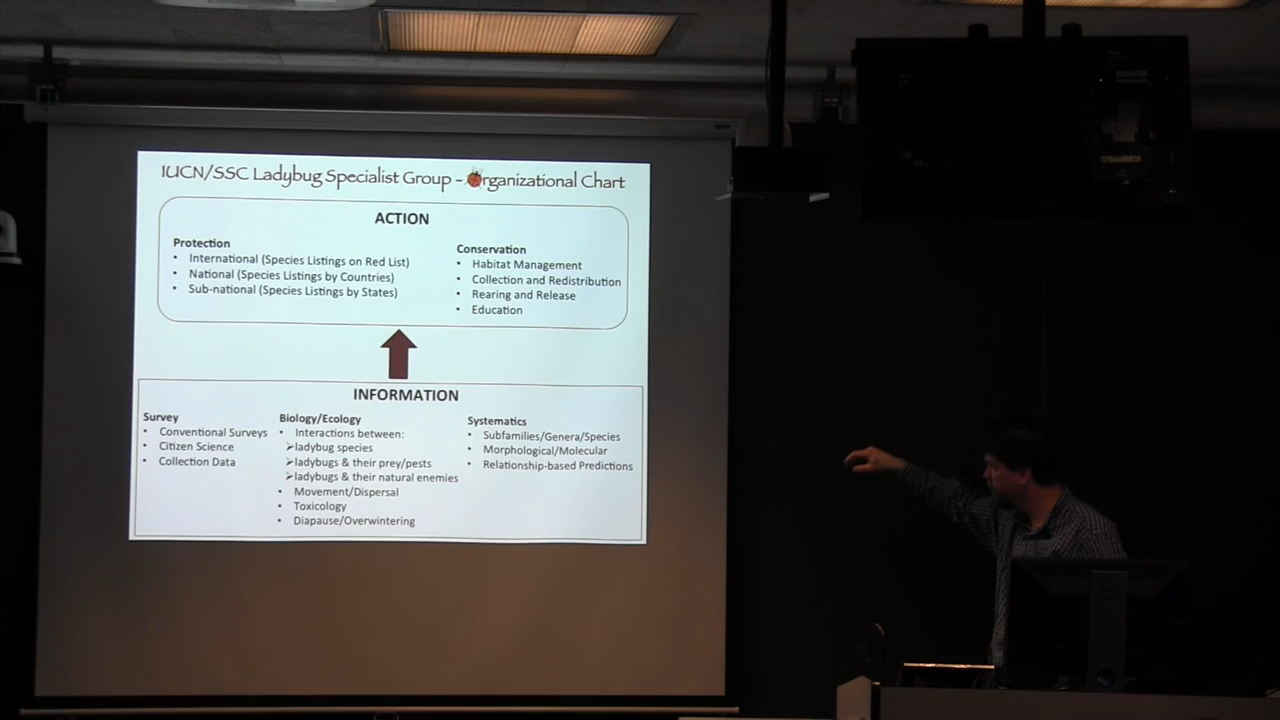 IUCN/SSC Ladybug Specialist Group - Organizational Chart
ACTION
Protection
• International (Species Listings on Red List)
• National (Species Listings by Countries)
• Sub-national (Species Listings by States)
Conservation
• Habitat Management
• Collection and Redistribution
• Rearing and Release
• Education
INFORMATION
Survey
• Conventional Surveys
• Citizen Science
• Collection Data
Biology/Ecology
• Interactions between:
➢ladybug species
➢ladybugs & their prey/pests
➢ladybugs & their natural enemies
• Movement/Dispersal
• Toxicology
• Diapause/Overwintering
Systematics
• Subfamilies/Genera/Species
• Morphological/Molecular
• Relationship-based Predictions